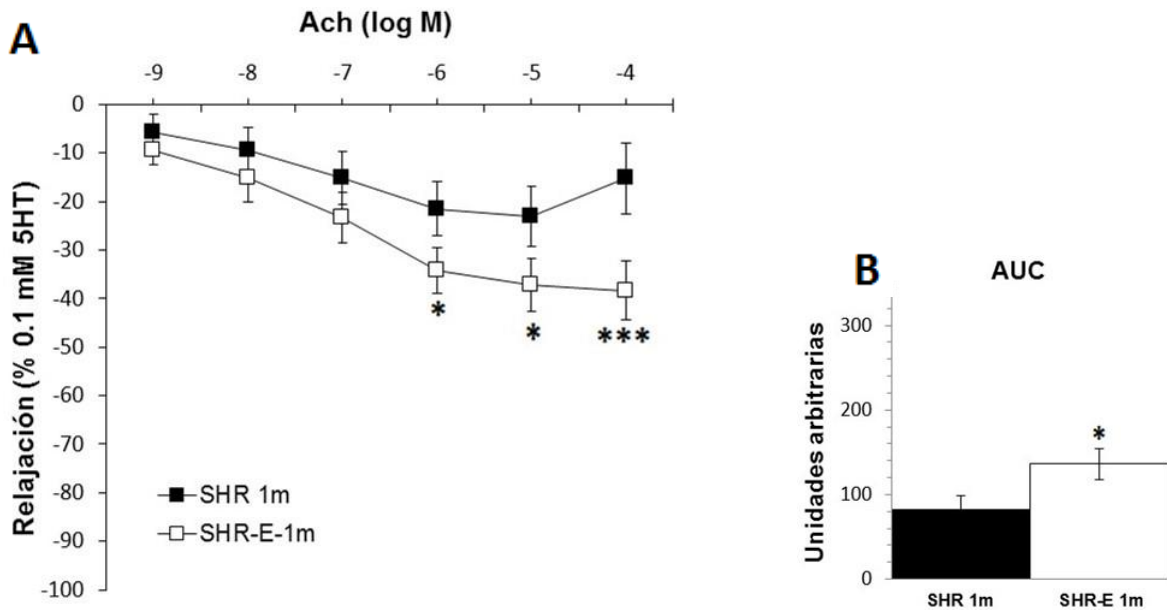 A
Ach (log M)
-9 -8 -7 -6 -5 -4
Relajación (% 0.1 mM 5HT)
0
-10
-20
-30
-40
-50
-60
-70
-80
-90
-100
*
*
***
SHR 1m
SHR-E-1m
B
AUC
Unidades arbitrarias
300
200
100
0
*
SHR 1m SHR-E 1m